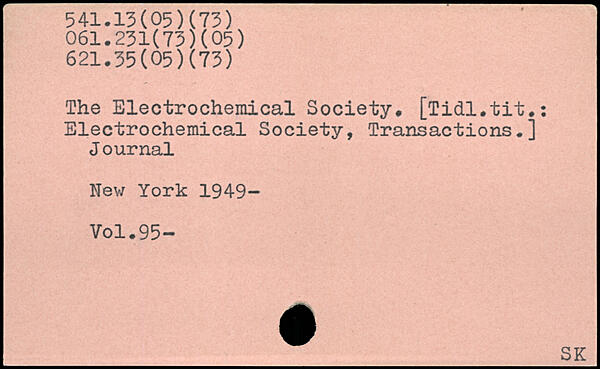 541.13(05)(73)
061.231(73)(05)
621.35(05)(73)
The Electrochemical Society. [Tidl.tit.:
Electrochemical Society, Transactions.]
Journal
New York 1949-
Vol.95-
SK